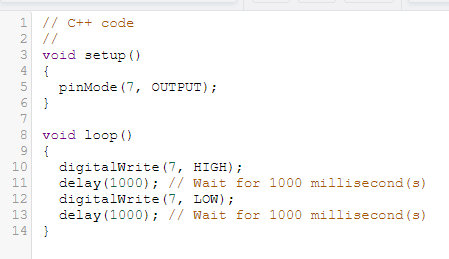 1 // C++ code
2 //
3 void setup()
4 {
5   pinMode(7, OUTPUT);
6 }
7
8 void loop()
9 {
10   digitalWrite(7, HIGH);
11   delay(1000); // Wait for 1000 millisecond(s)
12   digitalWrite(7, LOW);
13   delay(1000); // Wait for 1000 millisecond(s)
14 }